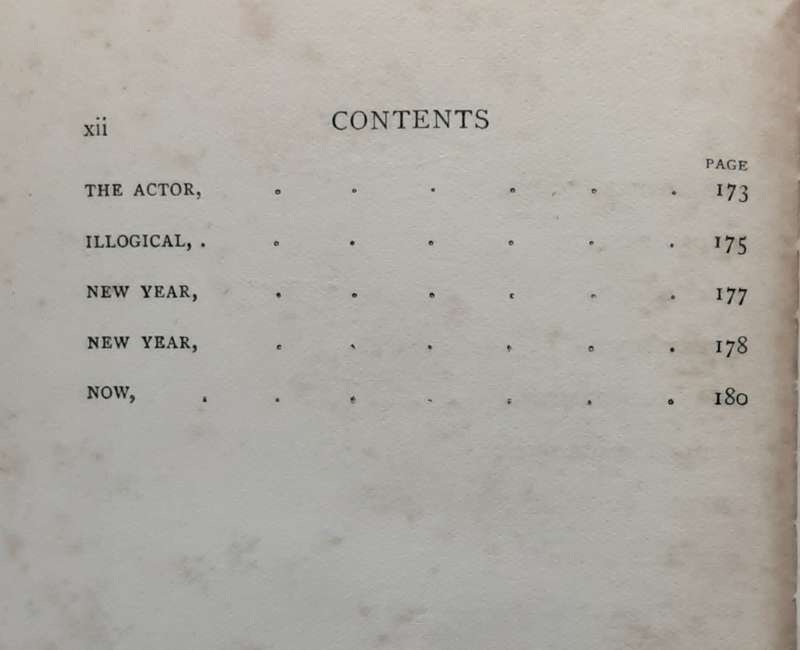 xii CONTENTS
PAGE
THE ACTOR, . . . . . . 173
ILLOGICAL, . . . . . . . 175
NEW YEAR, . . . . . . 177
NEW YEAR, . . . . . . 178
NOW, . . . . . . . 180